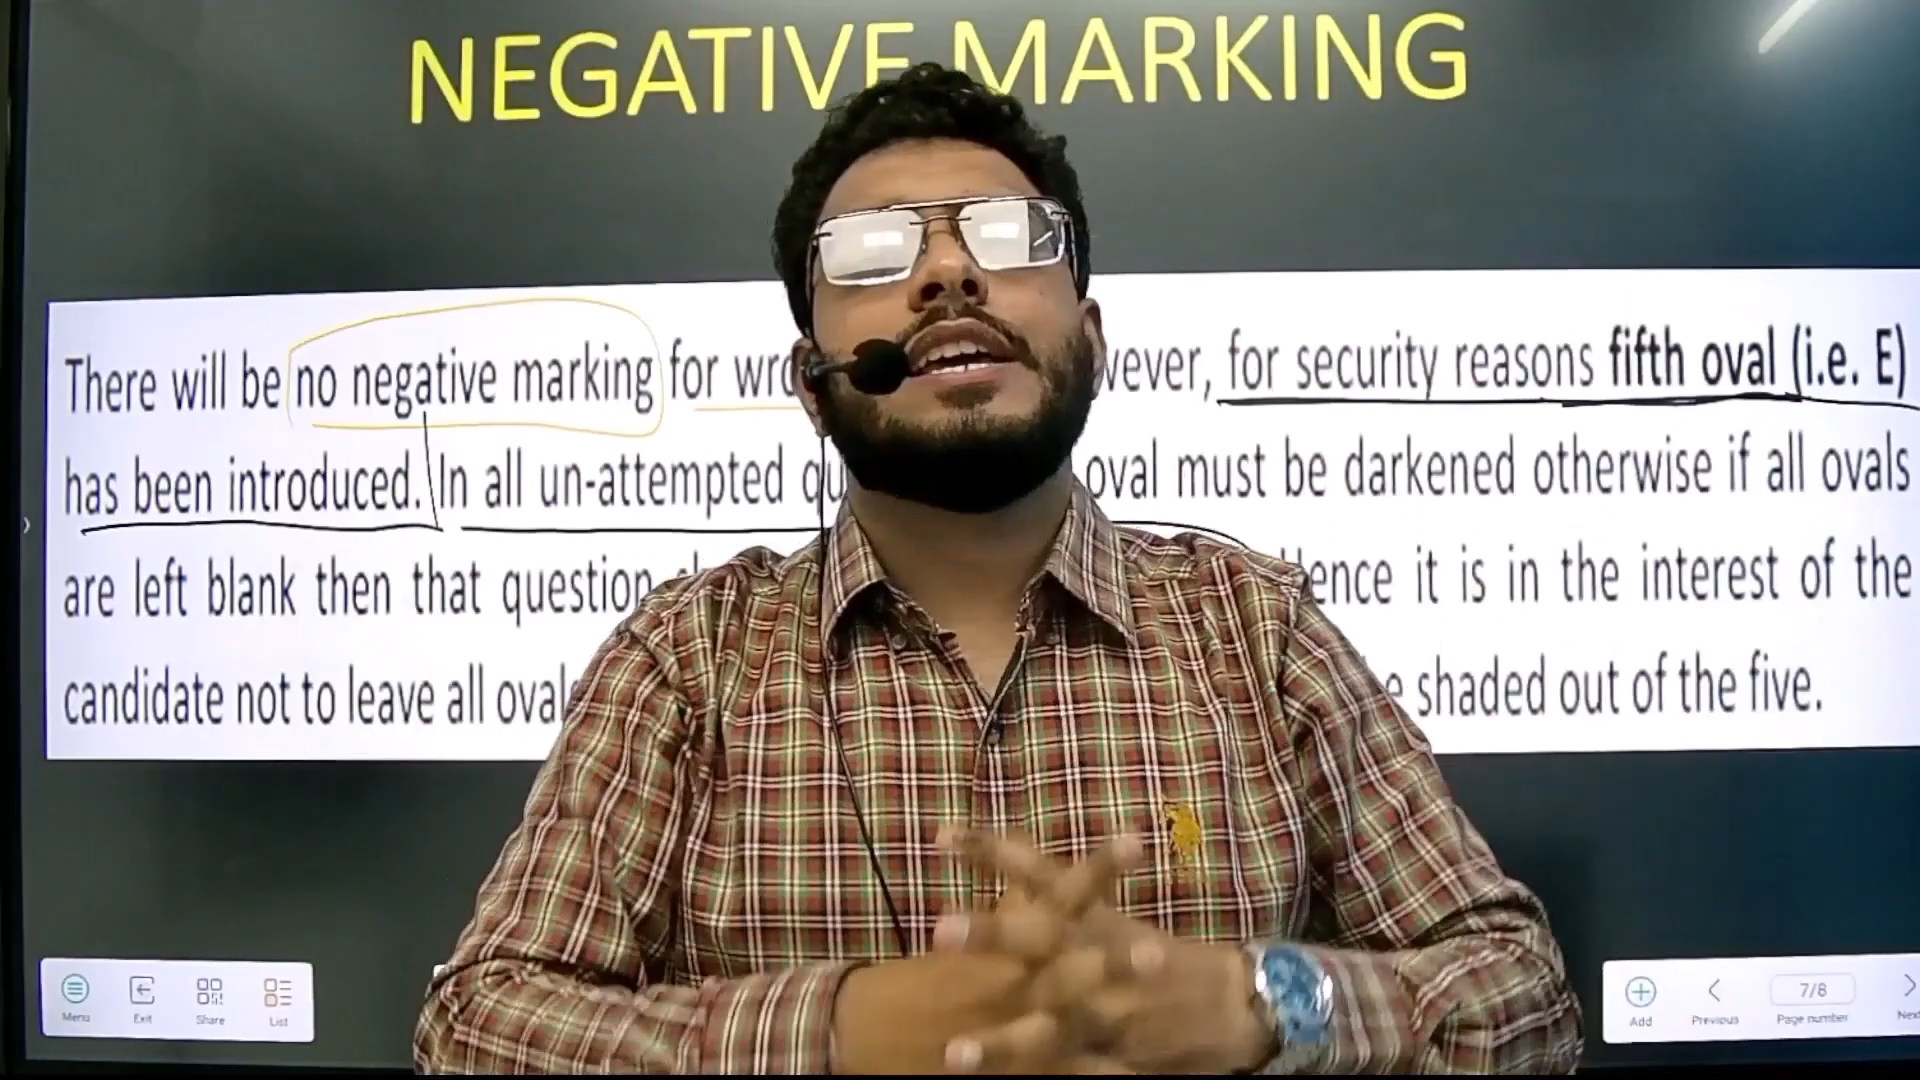 NEGATIVE MARKING
There will be no negative marking for for security reasons fifth oval (i.e. E)
has been introduced. In all un-attempted oval must be darkened otherwise if all ovals
are left blank then that question it is in the interest of the
candidate not to leave all shaded out of the five.
Menu Exit Share List
Add Previous 7/8 Page number Next